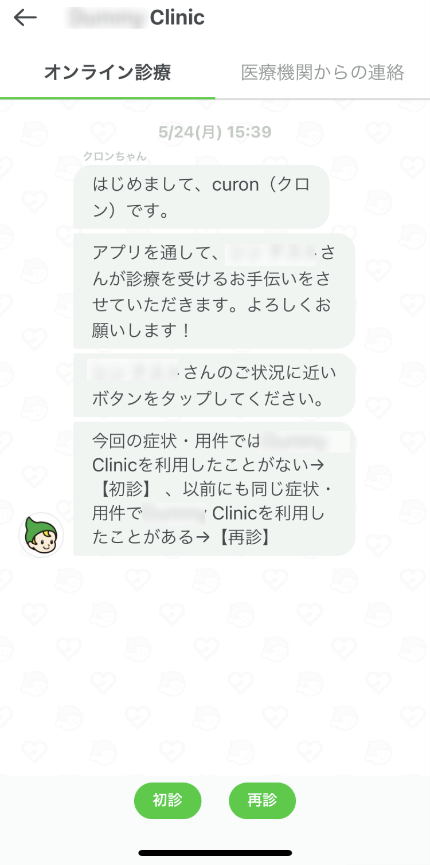 Clinic
オンライン診療 医療機関からの連絡
5/24(月) 15:39
クロンちゃん
はじめまして、curon（クロ
ン）です。
アプリを通して、 さ
んが診療を受けるお手伝いをさ
せていただきます。よろしくお
願いします！
さんのご状況に近い
ボタンをタップしてください。
今回の症状・用件では
Clinicを利用したことがない→
【初診】 、以前にも同じ症状・
用件で Clinicを利用し
たことがある→【再診】
初診 再診